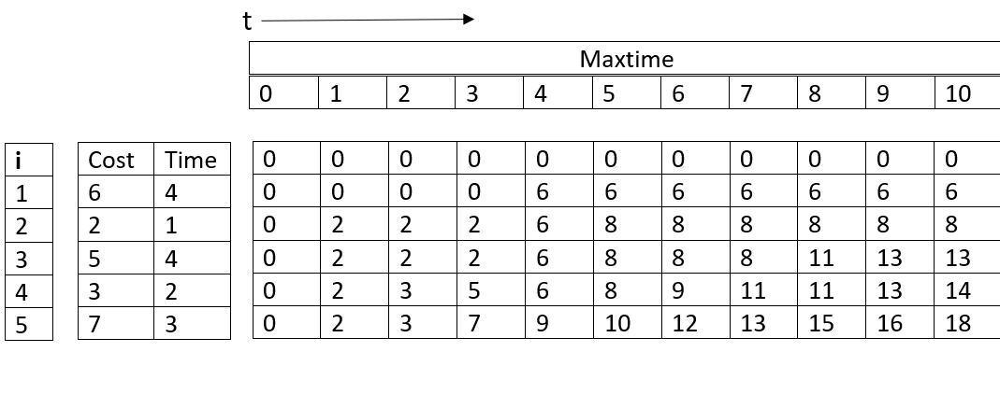 t
Maxtime
0 1 2 3 4 5 6 7 8 9 10
i Cost Time 0 0 0 0 0 0 0 0 0 0 0
1 6 4 0 0 0 0 6 6 6 6 6 6 6
2 2 1 0 2 2 2 6 8 8 8 8 8 8
3 5 4 0 2 2 2 6 8 8 8 11 13 13
4 3 2 0 2 3 5 6 8 9 11 11 13 14
5 7 3 0 2 3 7 9 10 12 13 15 16 18